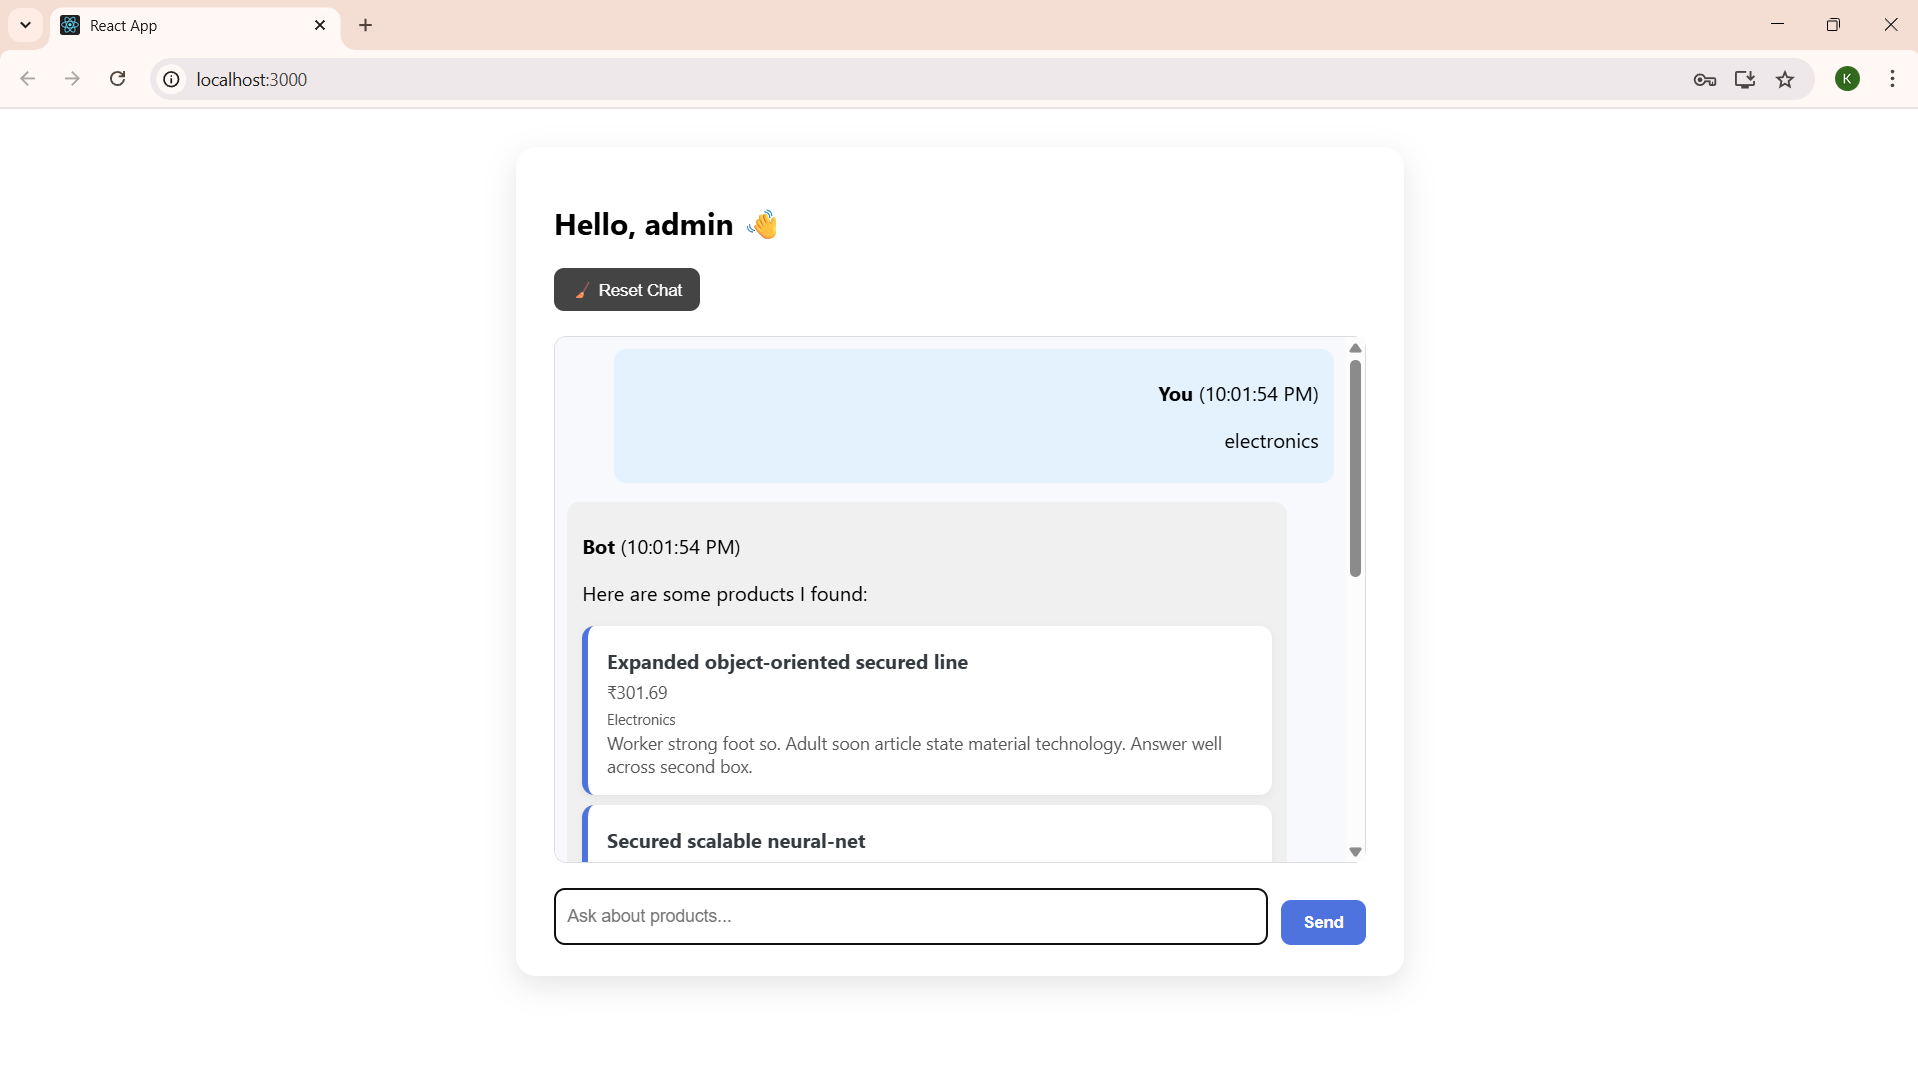 React App
localhost:3000
K
Hello, admin 👋
Reset Chat
You (10:01:54 PM)
electronics
Bot (10:01:54 PM)
Here are some products I found:
Expanded object-oriented secured line
₹301.69
Electronics
Worker strong foot so. Adult soon article state material technology. Answer well
across second box.
Secured scalable neural-net
Ask about products...
Send